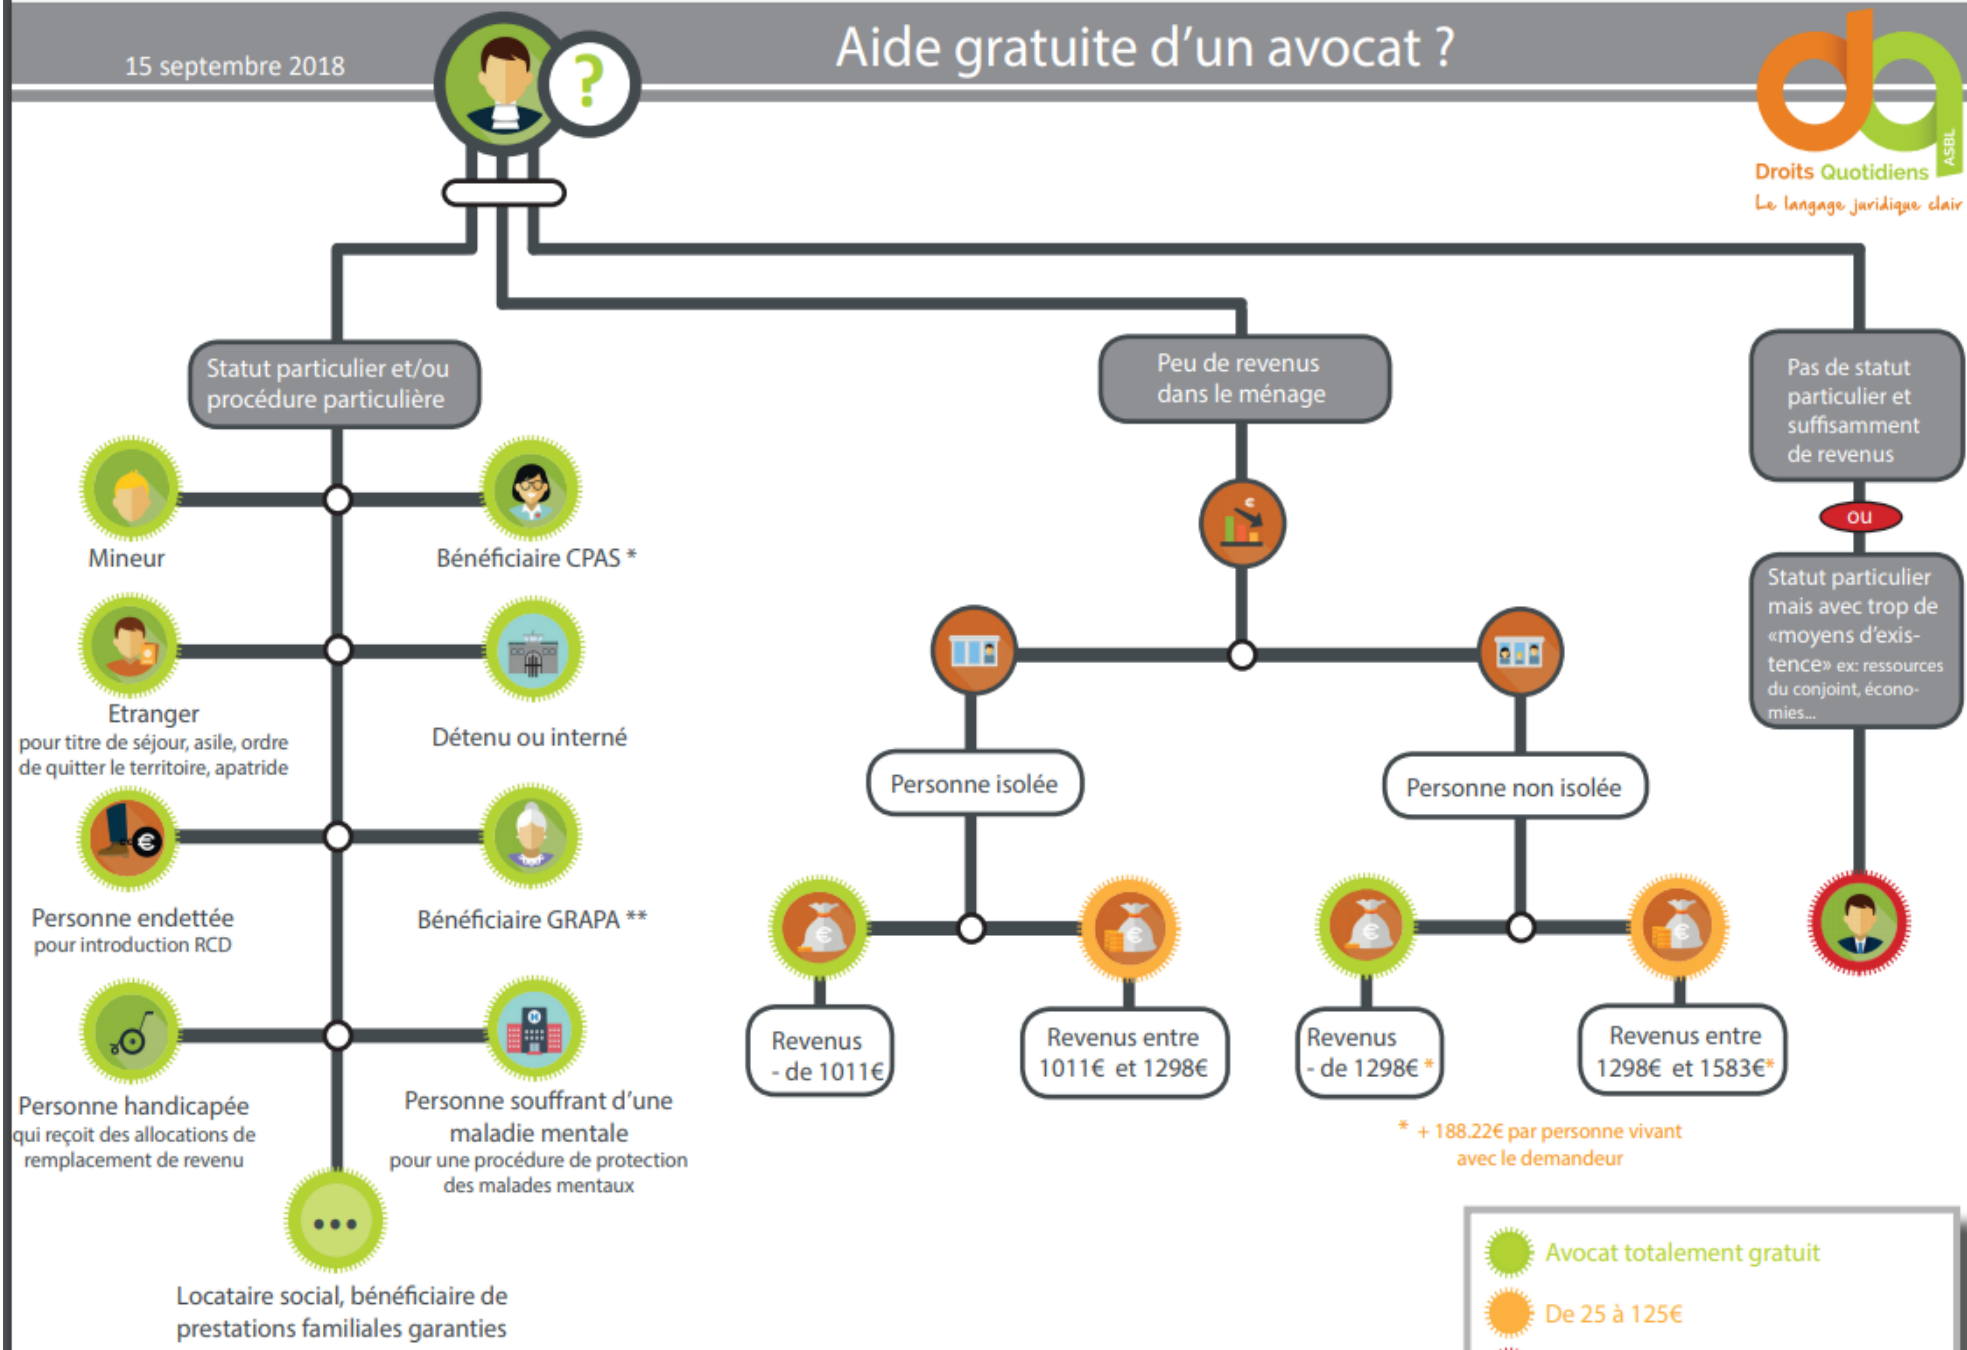 15 septembre 2018
?
Aide gratuite d'un avocat ?
ASBL
Droits Quotidiens
Le langage juridique clair
Statut particulier et/ou
procédure particulière
Mineur
Bénéficiaire CPAS *
Etranger
pour titre de séjour, asile, ordre
de quitter le territoire, apatride
Détenu ou interné
€
Personne endettée
pour introduction RCD
Bénéficiaire GRAPA **
H
Personne handicapée
qui reçoit des allocations de
remplacement de revenu
Personne souffrant d'une
maladie mentale
pour une procédure de protection
des malades mentaux
...
Locataire social, bénéficiaire de
prestations familiales garanties
Peu de revenus
dans le ménage
€
Personne isolée
Personne non isolée
€
€
€
€
Revenus
- de 1011€
Revenus entre
1011€ et 1298€
Revenus
- de 1298€ *
Revenus entre
1298€ et 1583€*
* + 188.22€ par personne vivant
avec le demandeur
Pas de statut
particulier et
suffisamment
de revenus
ou
Statut particulier
mais avec trop de
«moyens d'exis-
tence» ex: ressources
du conjoint, écono-
mies...
Avocat totalement gratuit
De 25 à 125€